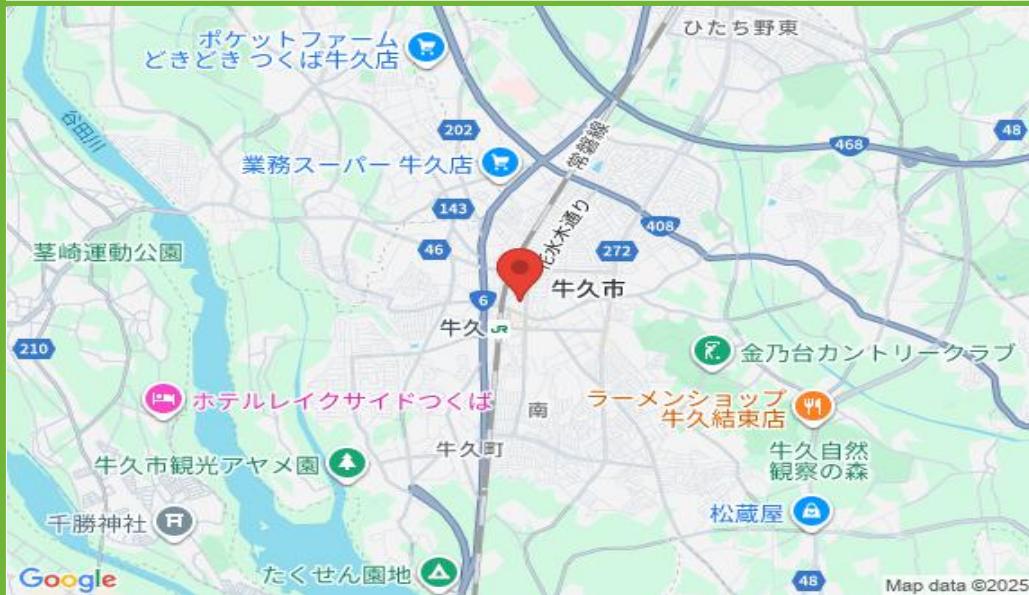 ひたち野東
ポケットファーム
どきどき つくば牛久店
谷田川
202
常磐線
48
468
業務スーパー 牛久店
143
花水木通り
408
46
272
茎崎運動公園
牛久市
6
牛久 JR
210
金乃台カントリークラブ
ホテルレイクサイドつくば
ラーメンショップ
牛久結束店
南
牛久町
牛久自然
観察の森
牛久市観光アヤメ園
千勝神社
松蔵屋
たくせん園地
48
Google
Map data ©2025